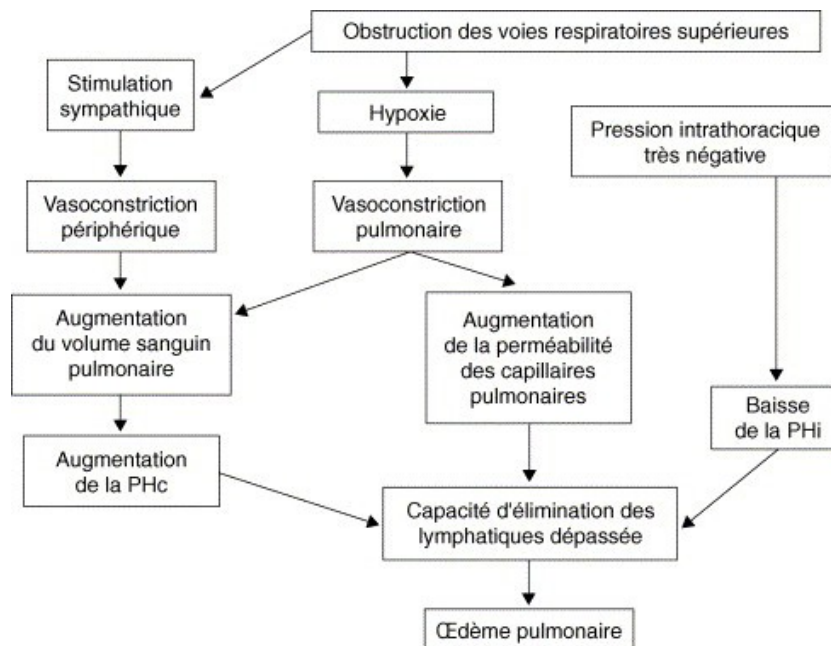 Obstruction des voies respiratoires supérieures
Stimulation
sympathique
Hypoxie
Pression intrathoracique
très négative
Vasoconstriction
périphérique
Vasoconstriction
pulmonaire
Augmentation
du volume sanguin
pulmonaire
Augmentation
de la perméabilité
des capillaires
pulmonaires
Baisse
de la PHi
Augmentation
de la PHc
Capacité d'élimination des
lymphatiques dépassée
Œdème pulmonaire